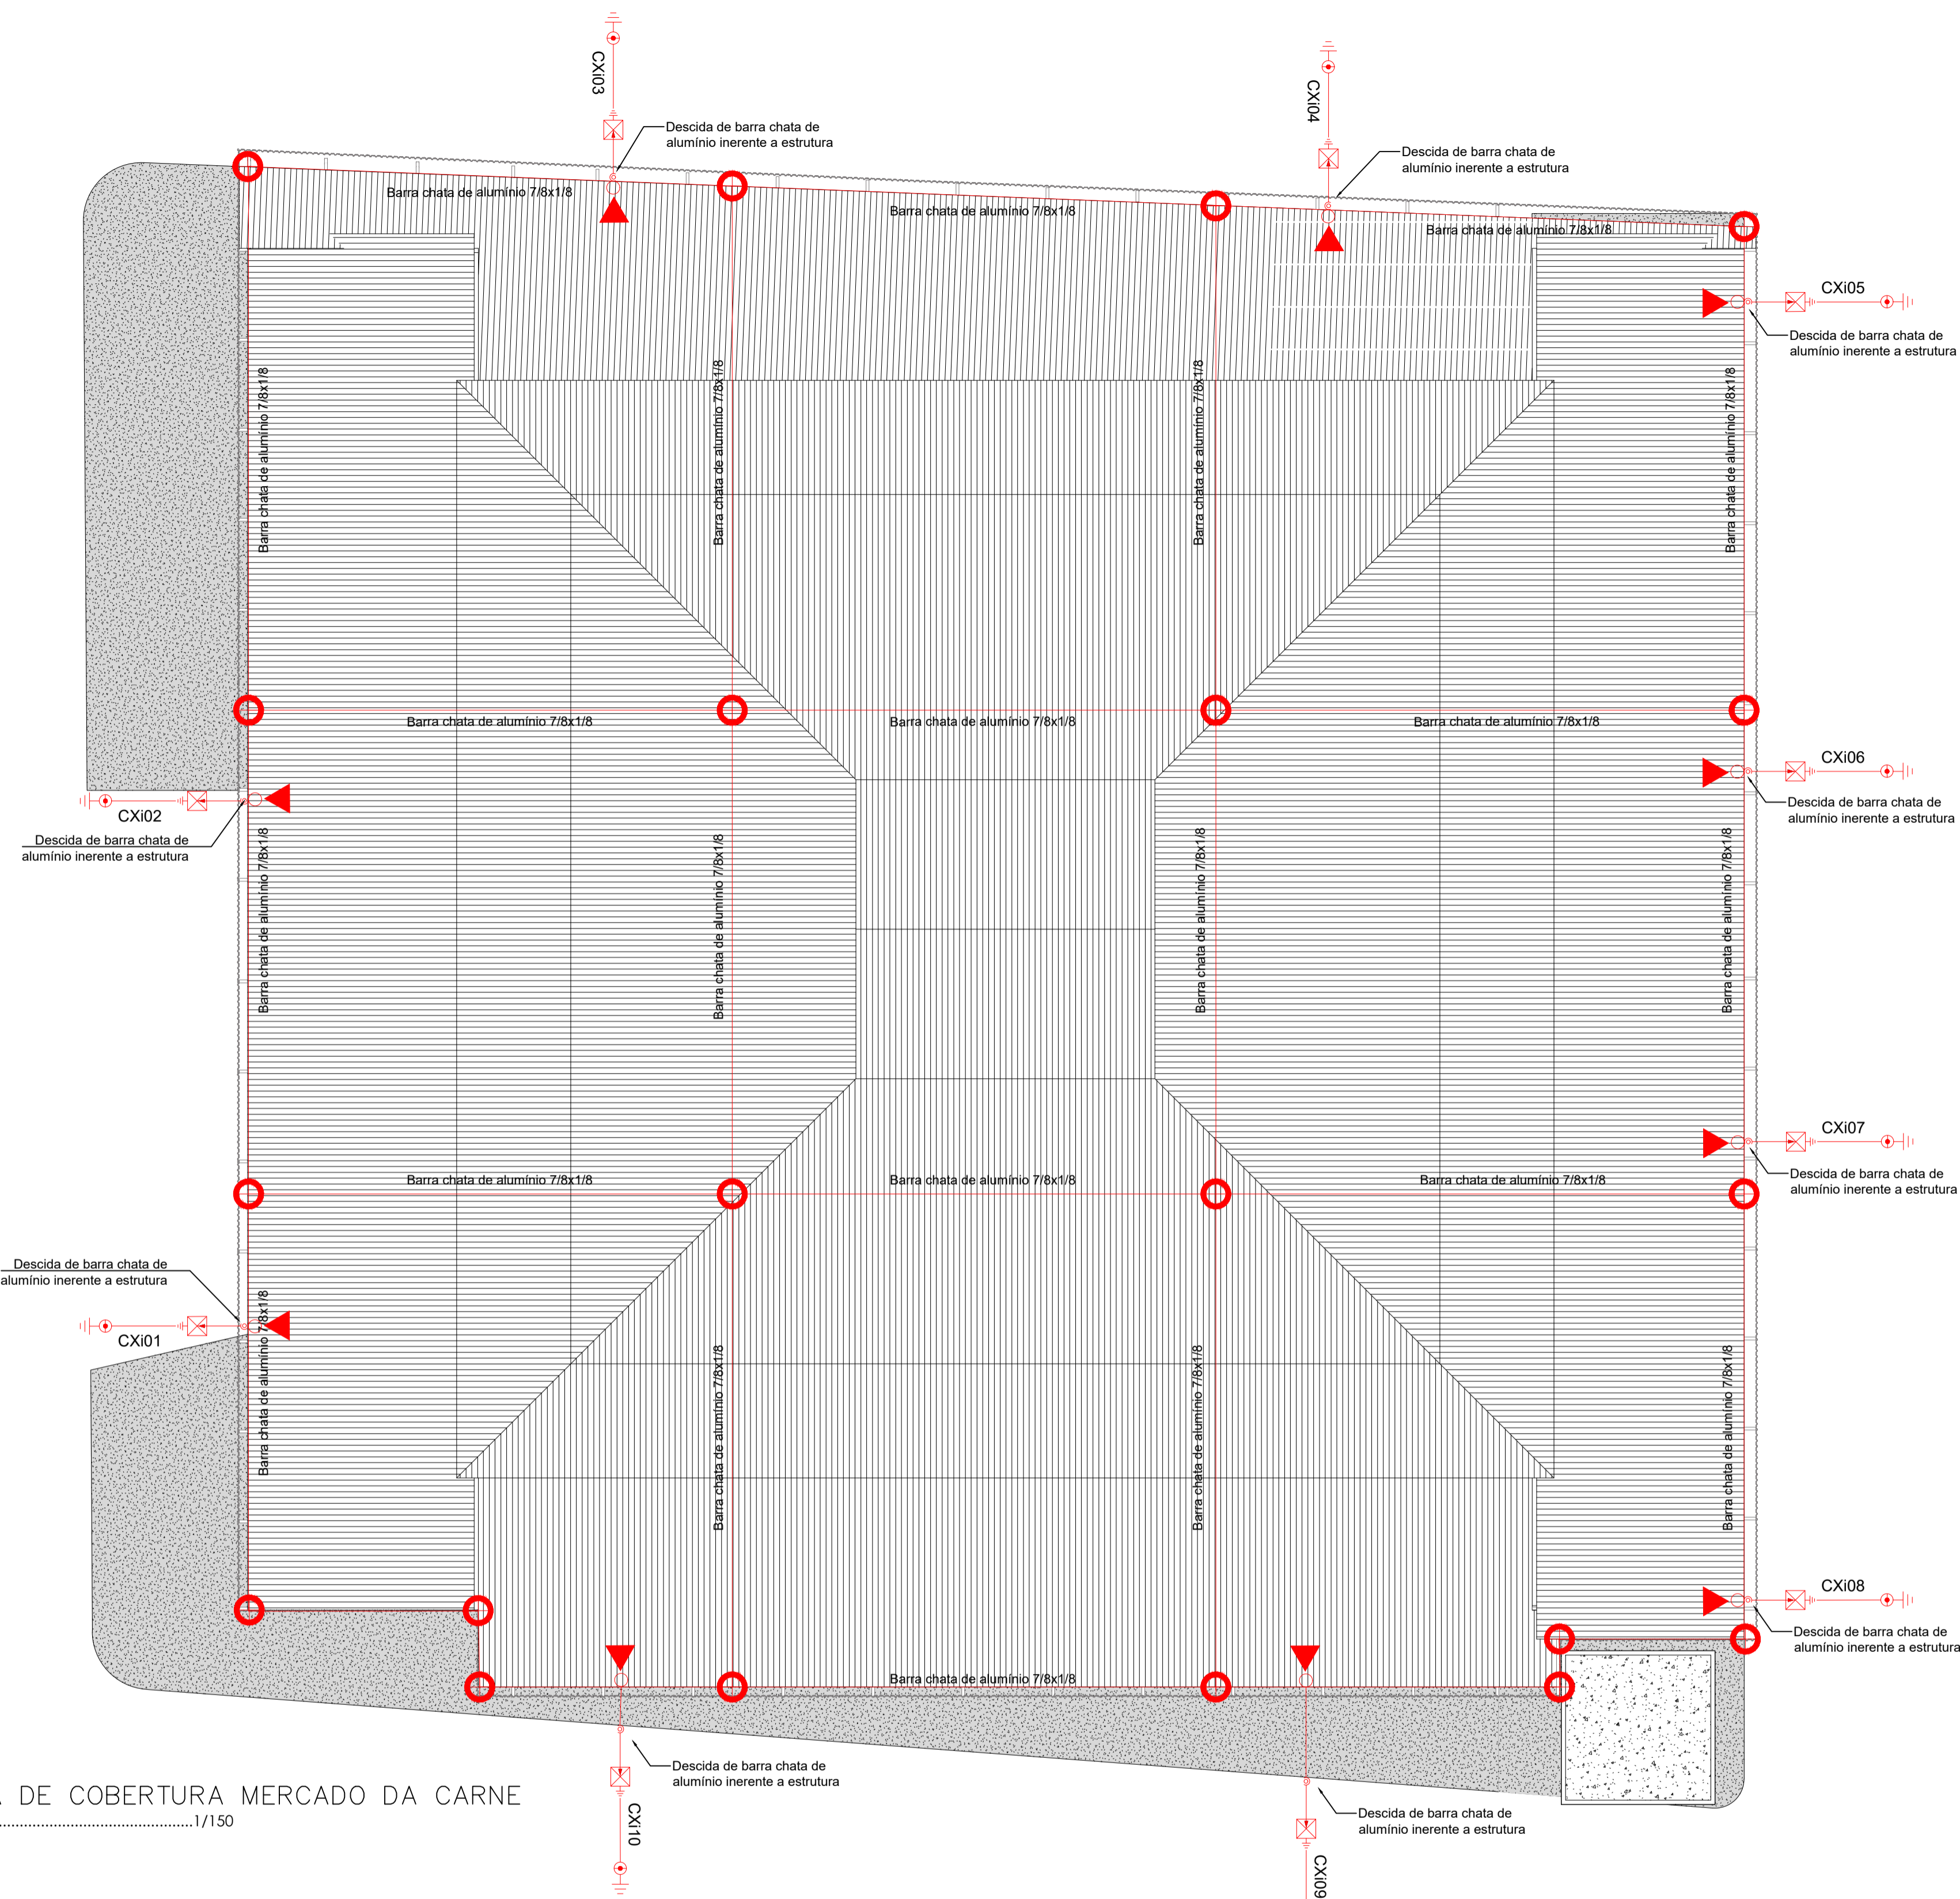 CXi03
CXi04
Descida de barra chata de
alumínio inerente a estrutura
Descida de barra chata de
alumínio inerente a estrutura
Barra chata de alumínio 7/8x1/8
Barra chata de alumínio 7/8x1/8
Barra chata de alumínio 7/8x1/8
CXi05
Descida de barra chata de
alumínio inerente a estrutura
Barra chata de alumínio 7/8x1/8
Barra chata de alumínio 7/8x1/8
Barra chata de alumínio 7/8x1/8
Barra chata de alumínio 7/8x1/8
Barra chata de alumínio 7/8x1/8
Barra chata de alumínio 7/8x1/8
Barra chata de alumínio 7/8x1/8
CXi06
Descida de barra chata de
alumínio inerente a estrutura
CXi02
Descida de barra chata de
alumínio inerente a estrutura
Barra chata de alumínio 7/8x1/8
Barra chata de alumínio 7/8x1/8
Barra chata de alumínio 7/8x1/8
Barra chata de alumínio 7/8x1/8
CXi07
Descida de barra chata de
alumínio inerente a estrutura
Barra chata de alumínio 7/8x1/8
Barra chata de alumínio 7/8x1/8
Barra chata de alumínio 7/8x1/8
Descida de barra chata de
alumínio inerente a estrutura
CXi01
Barra chata de alumínio 7/8x1/8
Barra chata de alumínio 7/8x1/8
Barra chata de alumínio 7/8x1/8
Barra chata de alumínio 7/8x1/8
CXi08
Descida de barra chata de
alumínio inerente a estrutura
Barra chata de alumínio 7/8x1/8
Descida de barra chata de
alumínio inerente a estrutura
Descida de barra chata de
alumínio inerente a estrutura
CXi10
CXi09
DE COBERTURA MERCADO DA CARNE
1/150